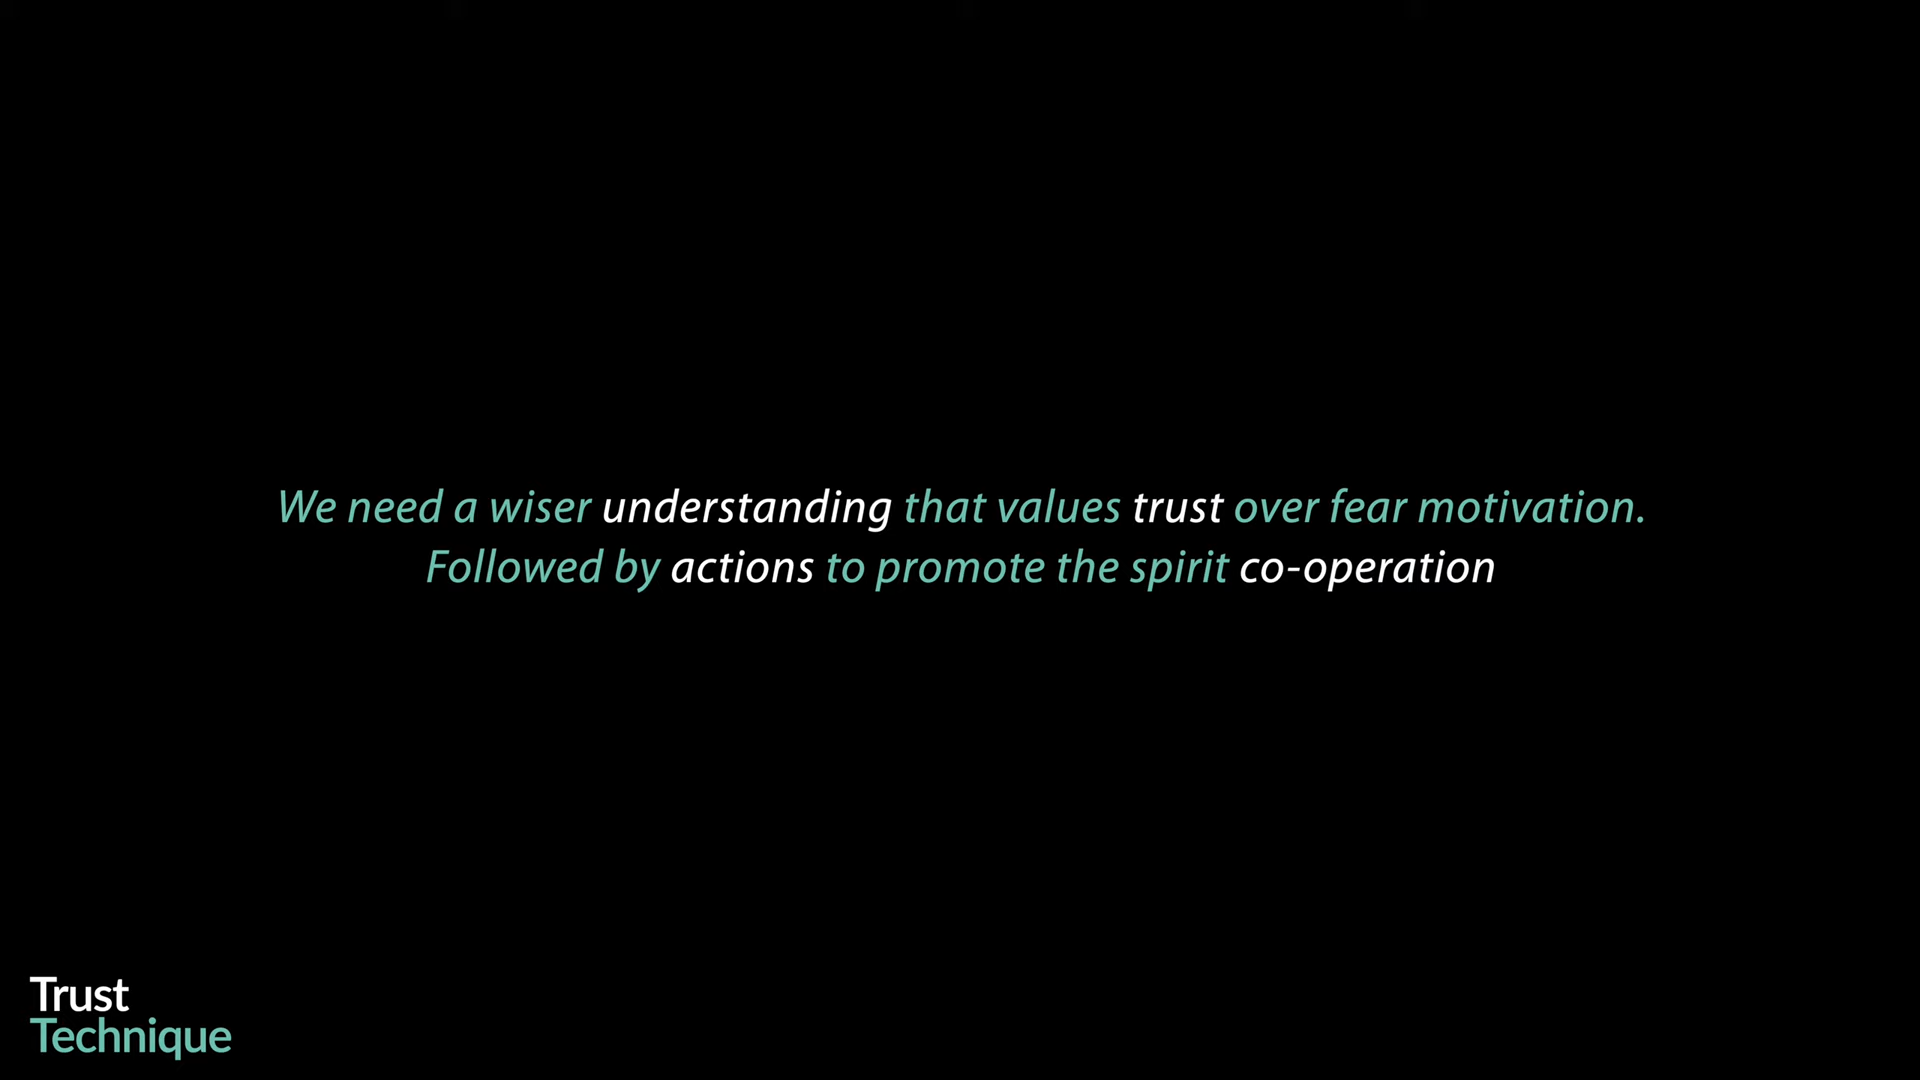 We need a wiser understanding that values trust over fear motivation.
Followed by actions to promote the spirit co-operation
Trust
Technique